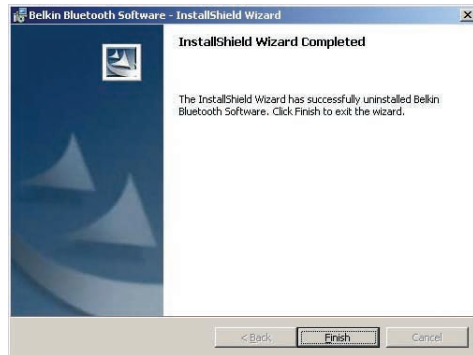 Belkin Bluetooth Software - InstallShield Wizard
InstallShield Wizard Completed
The InstallShield Wizard has successfully uninstalled Belkin
Bluetooth Software. Click Finish to exit the wizard.
< Back
Finish
Cancel